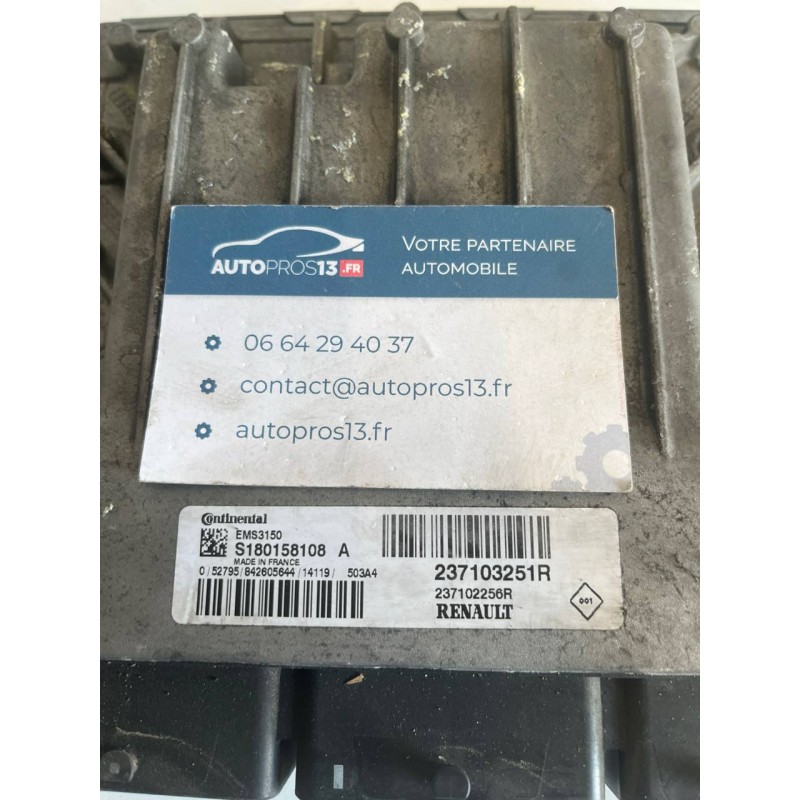 AUTOPROS13.FR
VOTRE PARTENAIRE
AUTOMOBILE
06 64 29 40 37
contact@autopros13.fr
autopros13.fr
Continental
EMS3150
S180158108 A
MADE IN FRANCE
0/52795/842605644/14119/ 503A4
237103251R
237102256R
RENAULT
001